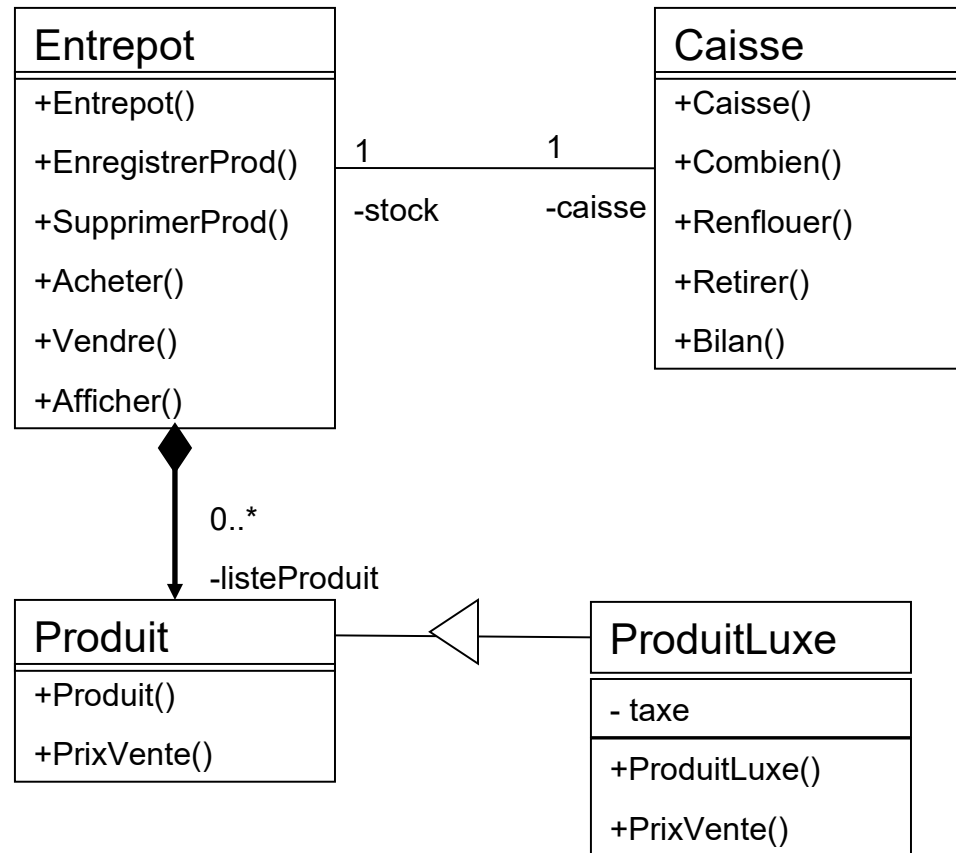 Entrepot
+Entrepot()
+EnregistrerProd()
+SupprimerProd()
+Acheter()
+Vendre()
+Afficher()
1
-stock
1
-caisse
Caisse
+Caisse()
+Combien()
+Renflouer()
+Retirer()
+Bilan()
0..*
-listeProduit
Produit
+Produit()
+PrixVente()
ProduitLuxe
- taxe
+ProduitLuxe()
+PrixVente()